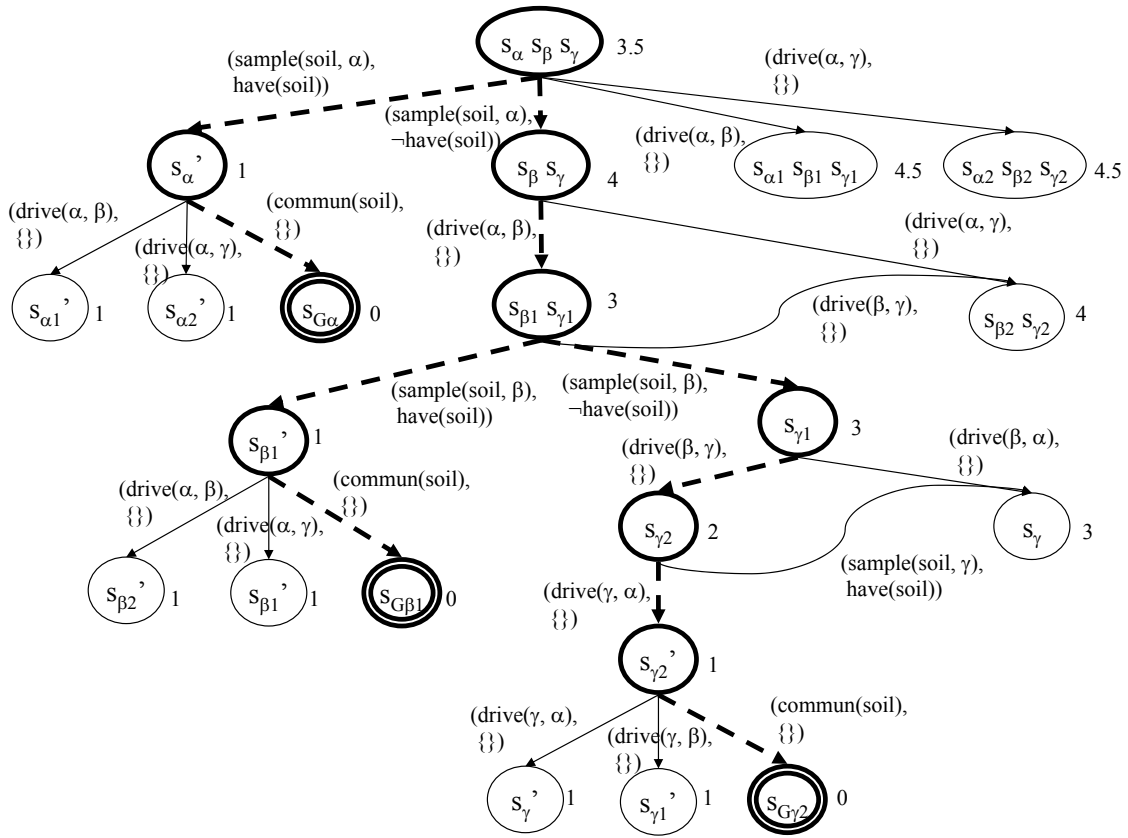 s_α s_β s_γ 3.5
(sample(soil, α),
have(soil))
(sample(soil, α),
¬have(soil))
(drive(α, β),
{})
(drive(α, γ),
{})
s_α' 1
s_β s_γ 4
s_α1 s_β1 s_γ1 4.5
s_α2 s_β2 s_γ2 4.5
(drive(α, β),
{})
(drive(α, γ),
{})
(commun(soil),
{})
(drive(α, β),
{})
(drive(α, γ),
{})
s_α1' 1
s_α2' 1
s_Gα 0
s_β1 s_γ1 3
(drive(β, γ),
{})
s_β2 s_γ2 4
(sample(soil, β),
have(soil))
(sample(soil, β),
¬have(soil))
s_β1' 1
s_γ1 3
(drive(α, β),
{})
(drive(α, γ),
{})
(commun(soil),
{})
(drive(β, γ),
{})
(drive(β, α),
{})
s_β2' 1
s_β1' 1
s_Gβ1 0
s_γ2 2
s_γ 3
(drive(γ, α),
{})
(sample(soil, γ),
have(soil))
s_γ2' 1
(drive(γ, α),
{})
(drive(γ, β),
{})
(commun(soil),
{})
s_γ' 1
s_γ1' 1
s_Gγ2 0